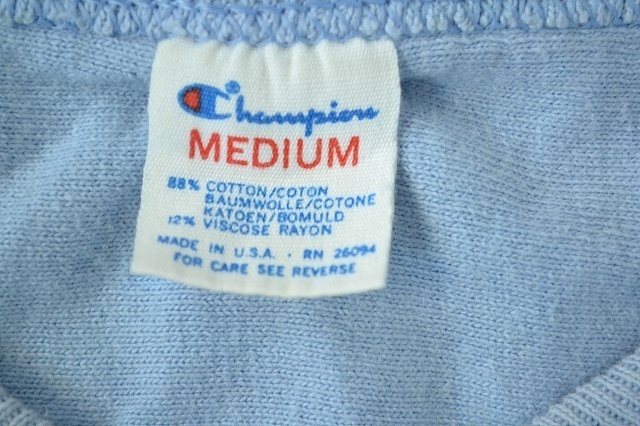 Champion
MEDIUM
88% COTTON/COTON
BAUMWOLLE/COTONE
KATOEN/BOMULD
12% VISCOSE RAYON
MADE IN U.S.A. · RN 26094
FOR CARE SEE REVERSE